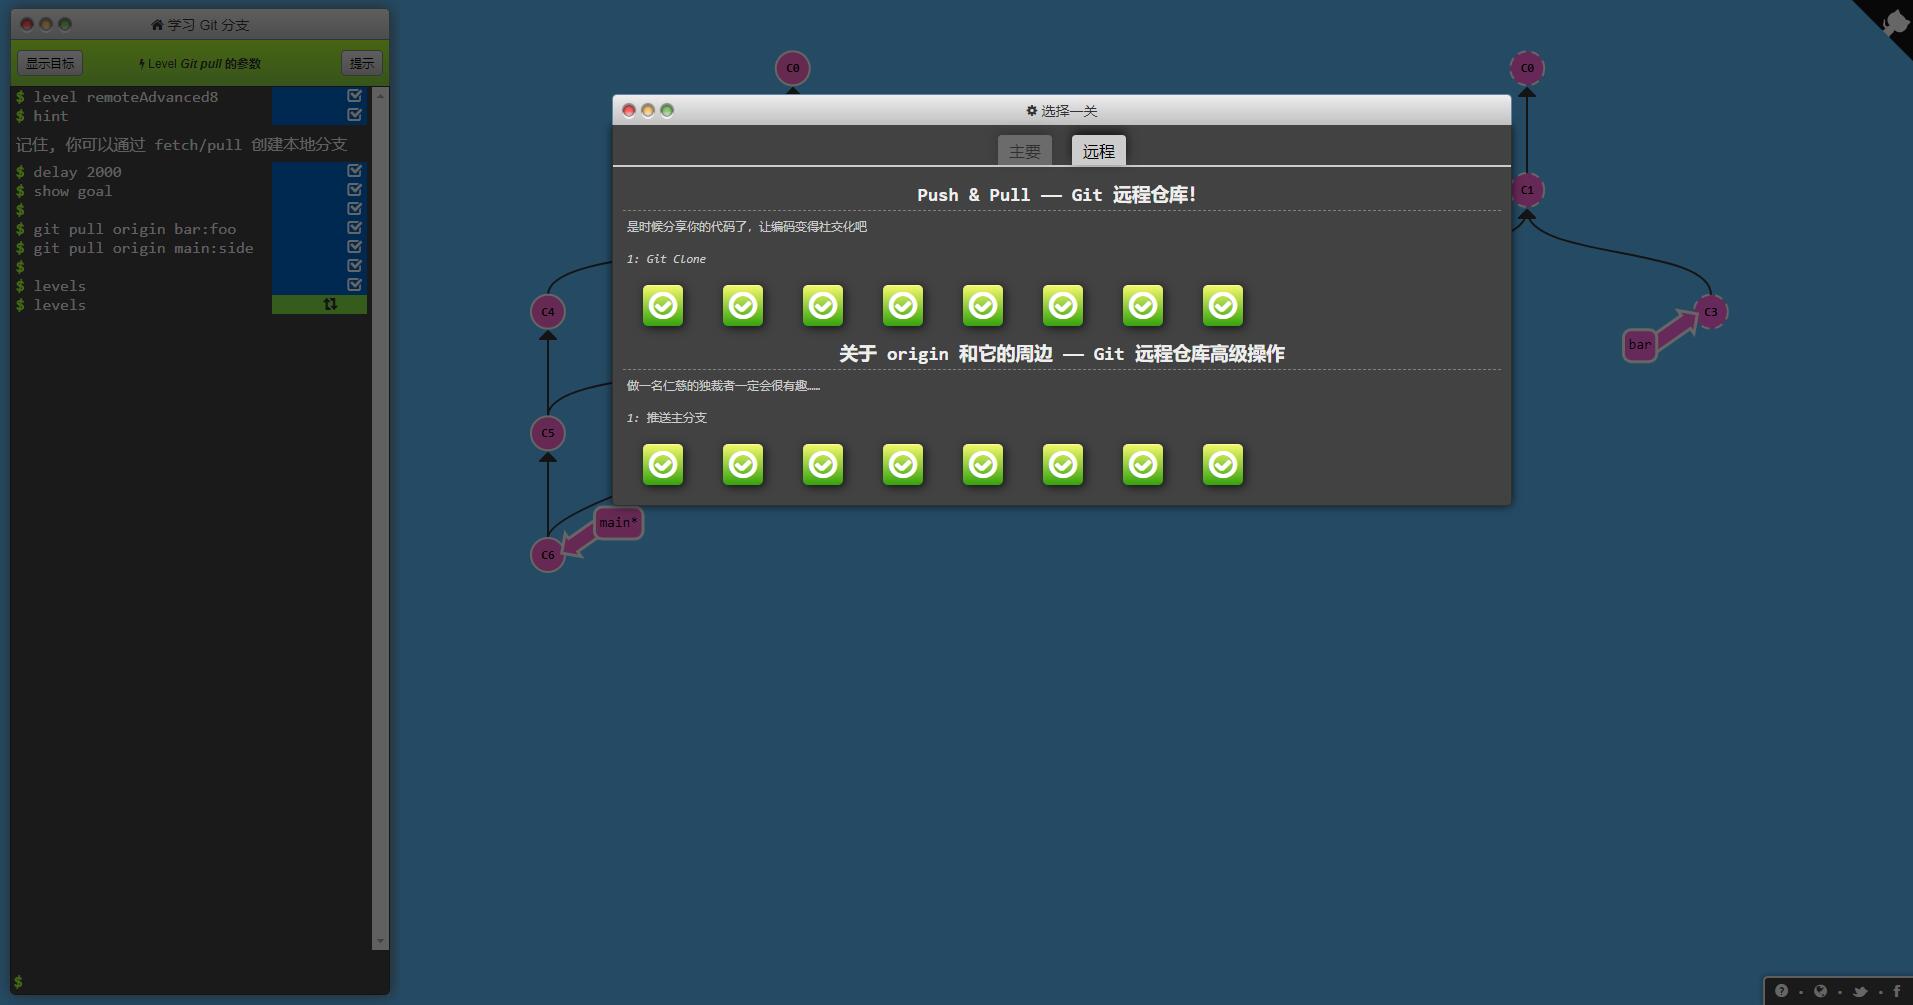 学习 Git 分支
显示目标
Level Git pull 的参数
提示
$ level remoteAdvanced8
$ hint
记住, 你可以通过 fetch/pull 创建本地分支
$ delay 2000
$ show goal
$
$ git pull origin bar:foo
$ git pull origin main:side
$
$ levels
$ levels
$
C0
C4
C5
C6
main*
选择一关
主要
远程
Push & Pull —— Git 远程仓库!
是时候分享你的代码了，让编码变得社交化吧
1: Git Clone
关于 origin 和它的周边 —— Git 远程仓库高级操作
做一名仁慈的独裁者一定会很有趣……
1: 推送主分支
C0
C1
C3
bar